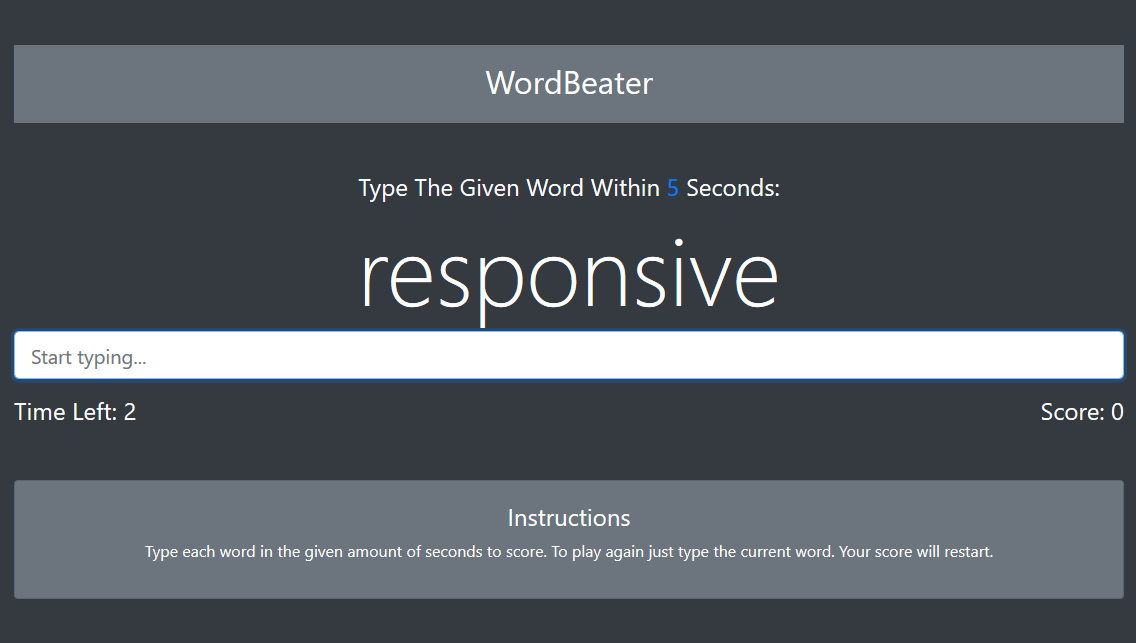 WordBeater
Type The Given Word Within 5 Seconds:
responsive
Start typing...
Time Left: 2
Score: 0
Instructions
Type each word in the given amount of seconds to score. To play again just type the current word. Your score will restart.